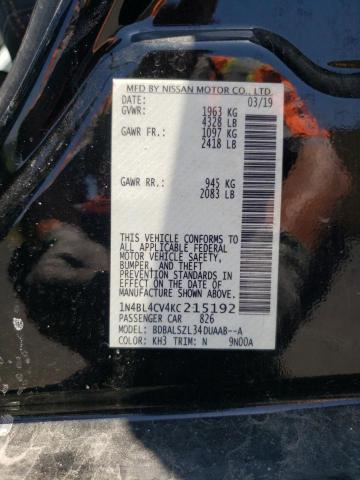 MFD BY NISSAN MOTOR CO., LTD.
DATE: 03/19
GVWR: 1963 KG
4328 LB
GAWR FR: 1097 KG
2418 LB
GAWR RR: 945 KG
2083 LB
THIS VEHICLE CONFORMS TO
ALL APPLICABLE FEDERAL
MOTOR VEHICLE SAFETY,
BUMPER, AND THEFT
PREVENTION STANDARDS IN
EFFECT ON THE DATE OF
MANUFACTURE SHOWN ABOVE.
1N4BL4CV4KC215192
PASSENGER CAR 826
MODEL: BDBALSZL34DUAAB--A
COLOR: KH3 TRIM: N 9N00A